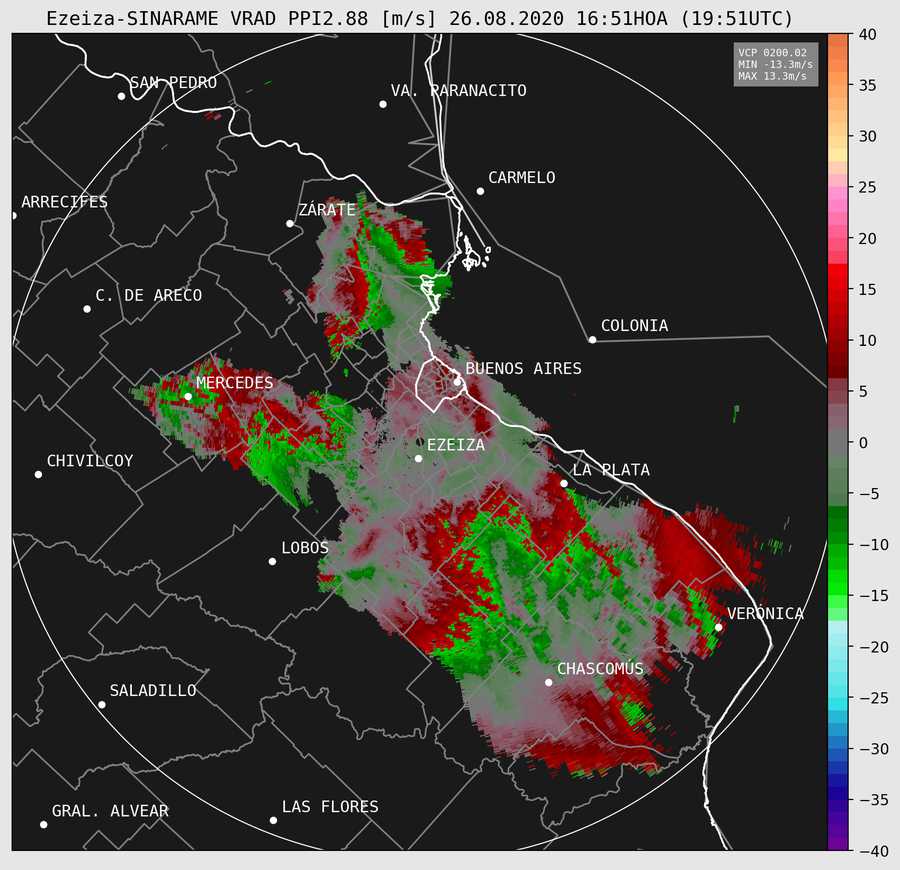 Ezeiza-SINARAME VRAD PPI2.88 [m/s] 26.08.2020 16:51HOA (19:51UTC)
VCP 0200.02
MIN -13.3m/s
MAX 13.3m/s
SAN PEDRO
VA. PARANACITO
CARMELO
ARRECIFES
ZÁRATE
C. DE ARECO
COLONIA
BUENOS AIRES
MERCEDES
EZEIZA
CHIVILCOY
LA PLATA
LOBOS
VERÓNICA
CHASCOMÚS
SALADILLO
LAS FLORES
GRAL. ALVEAR
40
35
30
25
20
15
10
5
0
−5
−10
−15
−20
−25
−30
−35
−40